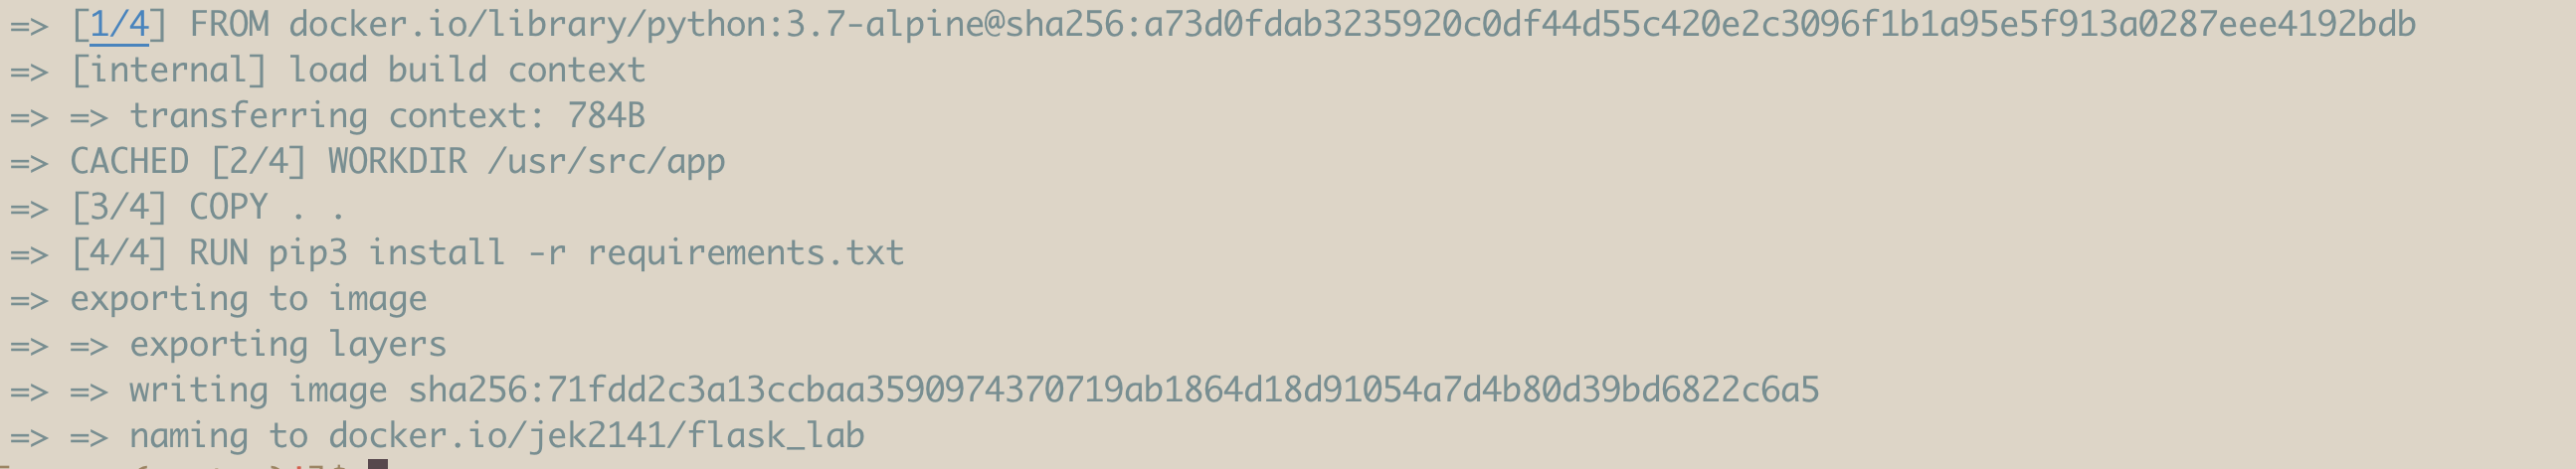 => [1/4] FROM docker.io/library/python:3.7-alpine@sha256:a73d0fdab3235920c0df44d55c420e2c3096f1b1a95e5f913a0287eee4192bdb
=> [internal] load build context
=> => transferring context: 784B
=> CACHED [2/4] WORKDIR /usr/src/app
=> [3/4] COPY . .
=> [4/4] RUN pip3 install -r requirements.txt
=> exporting to image
=> => exporting layers
=> => writing image sha256:71fdd2c3a13ccbaa3590974370719ab1864d18d91054a7d4b80d39bd6822c6a5
=> => naming to docker.io/jek2141/flask_lab